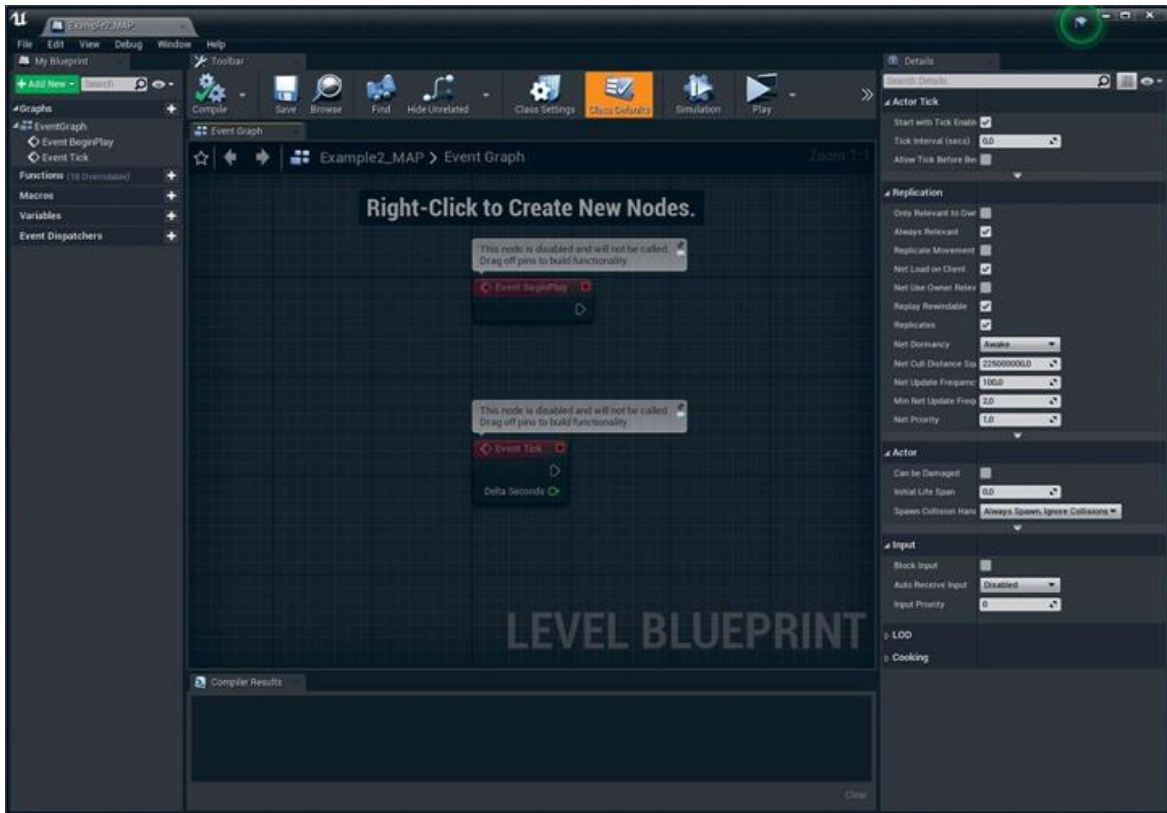 Example2_MAP
File Edit View Debug Window Help
My Blueprint
Toolbar
Details
+Add New
Search
Compile
Save
Browse
Find
Hide Unrelated
Class Settings
Class Defaults
Simulation
Play
Search Details
Graphs
EventGraph
Event BeginPlay
Event Tick
Functions (18 Overridable)
Macros
Variables
Event Dispatchers
Event Graph
Example2_MAP > Event Graph
Zoom 1:1
Right-Click to Create New Nodes.
This node is disabled and will not be called.
Drag off pins to build functionality
Event BeginPlay
This node is disabled and will not be called.
Drag off pins to build functionality
Event Tick
Delta Seconds
LEVEL BLUEPRINT
Compiler Results
Clear
Actor Tick
Start with Tick Enable
Tick Interval (secs) 0,0
Allow Tick Before Be
Replication
Only Relevant to Ow
Always Relevant
Replicate Movement
Net Load on Client
Net Use Owner Relev
Replay Rewindable
Replicates
Net Dormancy Awake
Net Cull Distance Squ 225000000,0
Net Update Frequenc 100,0
Min Net Update Freq 2,0
Net Priority 1,0
Actor
Can be Damaged
Initial Life Span 0,0
Spawn Collision Hand Always Spawn, Ignore Collisions
Input
Block Input
Auto Receive Input Disabled
Input Priority 0
LOD
Cooking